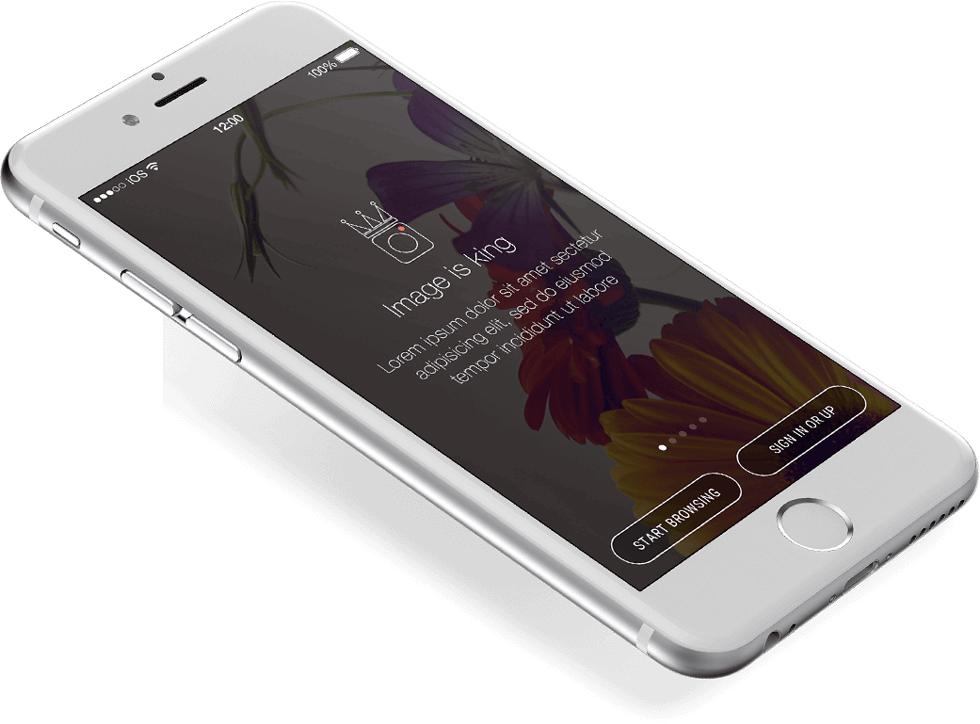 iOS 12:00 100%
Image is king
Lorem ipsum dolor sit amet sectetur
adipisicing elit, sed do eiusmod
tempor incididunt ut labore
START BROWSING SIGN IN OR UP